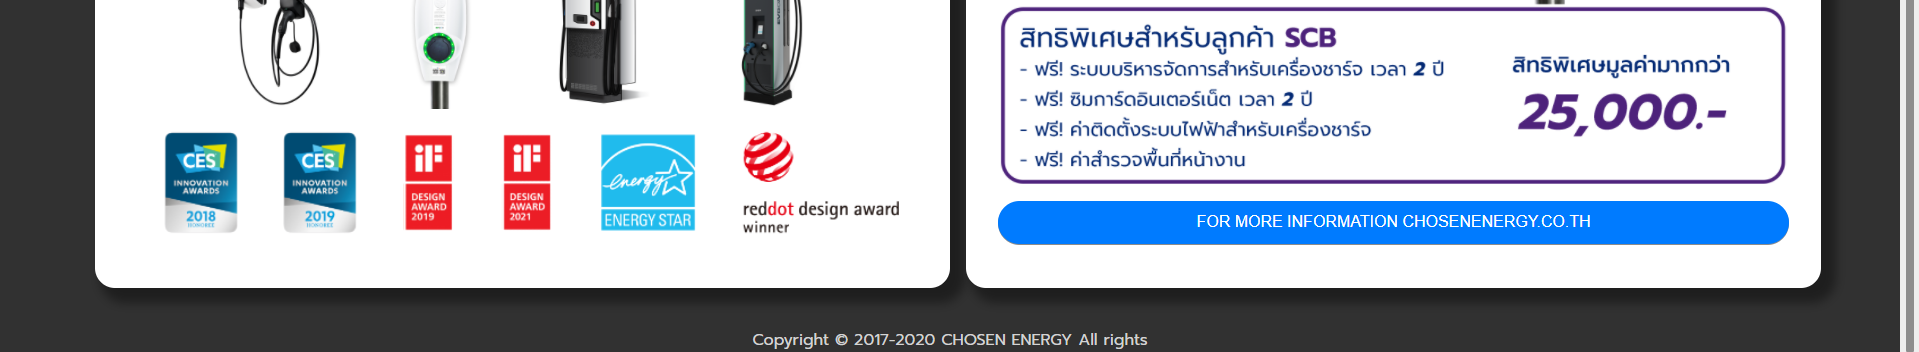 CES
INNOVATION
AWARDS
2018
HONOREE
CES
INNOVATION
AWARDS
2019
HONOREE
iF
DESIGN
AWARD
2019
iF
DESIGN
AWARD
2021
energy
ENERGY STAR
reddot design award
winner
สิทธิพิเศษสำหรับลูกค้า SCB
- ฟรี! ระบบบริหารจัดการสำหรับเครื่องชาร์จ เวลา 2 ปี
- ฟรี! ซิมการ์ดอินเตอร์เน็ต เวลา 2 ปี
- ฟรี! ค่าติดตั้งระบบไฟฟ้าสำหรับเครื่องชาร์จ
- ฟรี! ค่าสำรวจพื้นที่หน้างาน
สิทธิพิเศษมูลค่ามากกว่า
25,000.-
FOR MORE INFORMATION CHOSENENERGY.CO.TH
Copyright © 2017-2020 CHOSEN ENERGY All rights